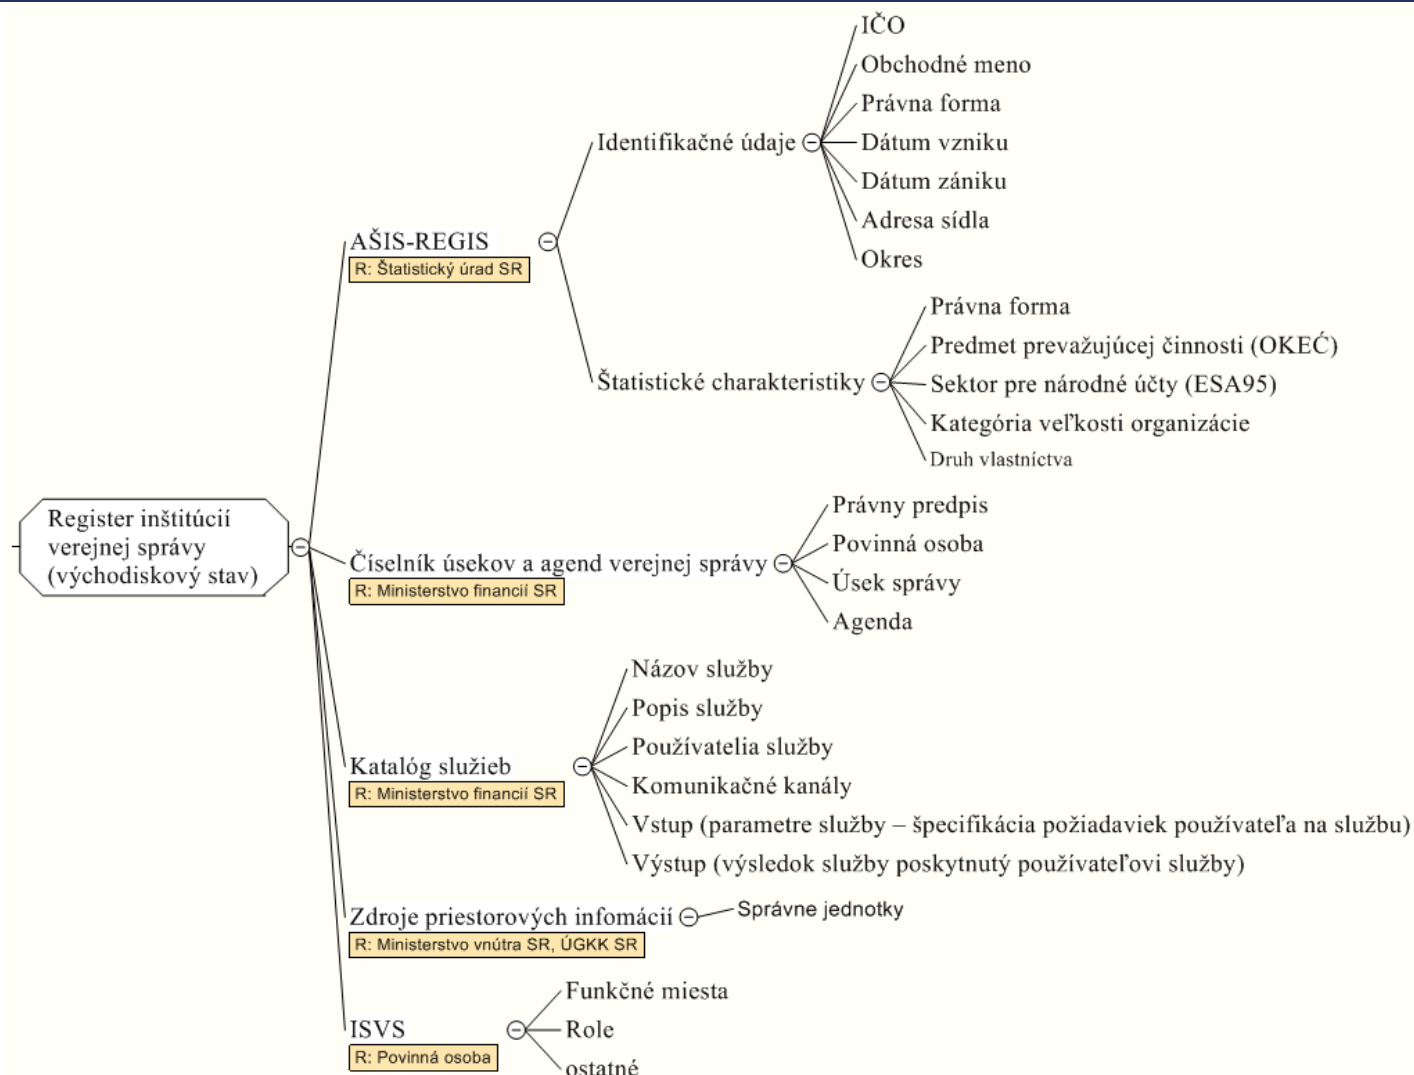 Register inštitúcií
verejnej správy
(východiskový stav)
AŠIS-REGIS
R: Štatistický úrad SR
Identifikačné údaje
IČO
Obchodné meno
Právna forma
Dátum vzniku
Dátum zániku
Adresa sídla
Okres
Štatistické charakteristiky
Právna forma
Predmet prevažujúcej činnosti (OKEĆ)
Sektor pre národné účty (ESA95)
Kategória veľkosti organizácie
Druh vlastníctva
Číselník úsekov a agend verejnej správy
R: Ministerstvo financií SR
Právny predpis
Povinná osoba
Úsek správy
Agenda
Katalóg služieb
R: Ministerstvo financií SR
Názov služby
Popis služby
Používatelia služby
Komunikačné kanály
Vstup (parametre služby – špecifikácia požiadaviek používateľa na službu)
Výstup (výsledok služby poskytnutý používateľovi služby)
Zdroje priestorových infomácií
R: Ministerstvo vnútra SR, ÚGKK SR
Správne jednotky
ISVS
R: Povinná osoba
Funkčné miesta
Role
ostatné